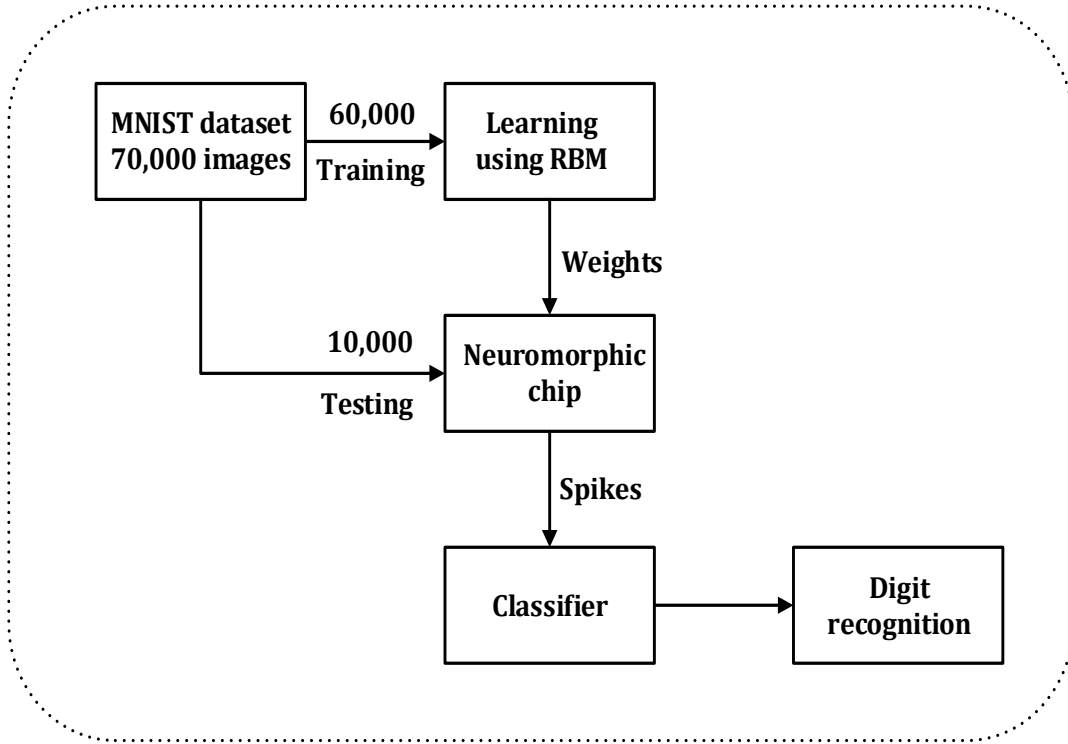 MNIST dataset
70,000 images
60,000
Training
Learning
using RBM
Weights
10,000
Testing
Neuromorphic
chip
Spikes
Classifier
Digit
recognition